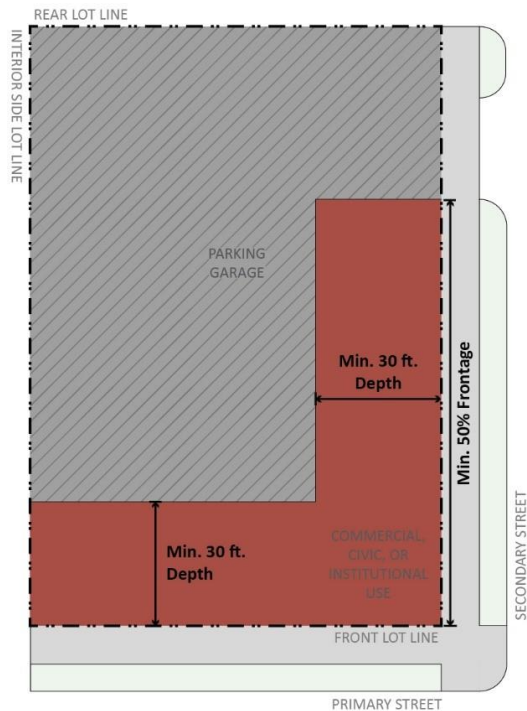 REAR LOT LINE
INTERIOR SIDE LOT LINE
PARKING
GARAGE
Min. 30 ft.
Depth
Min. 50% Frontage
Min. 30 ft.
Depth
COMMERCIAL,
CIVIC, OR
INSTITUTIONAL
USE
SECONDARY STREET
FRONT LOT LINE
PRIMARY STREET